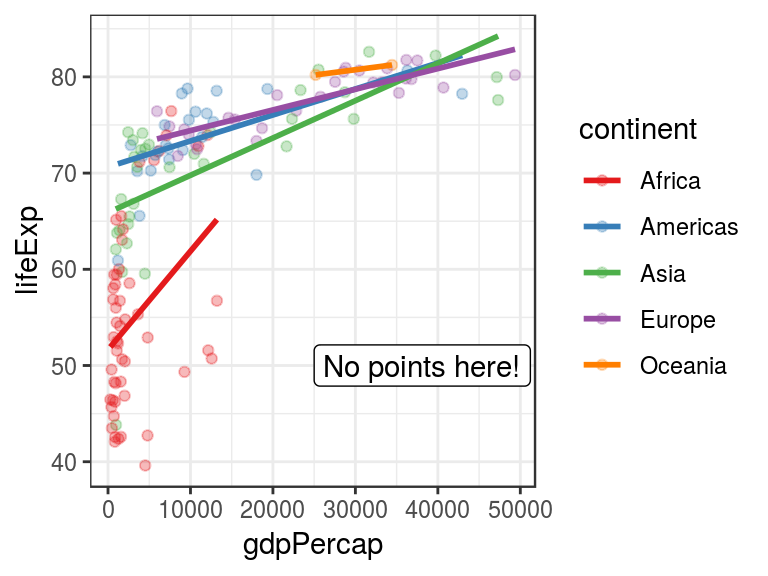 80
70
60
50
40
lifeExp
No points here!
0 10000 20000 30000 40000 50000
gdpPercap
continent
Africa
Americas
Asia
Europe
Oceania